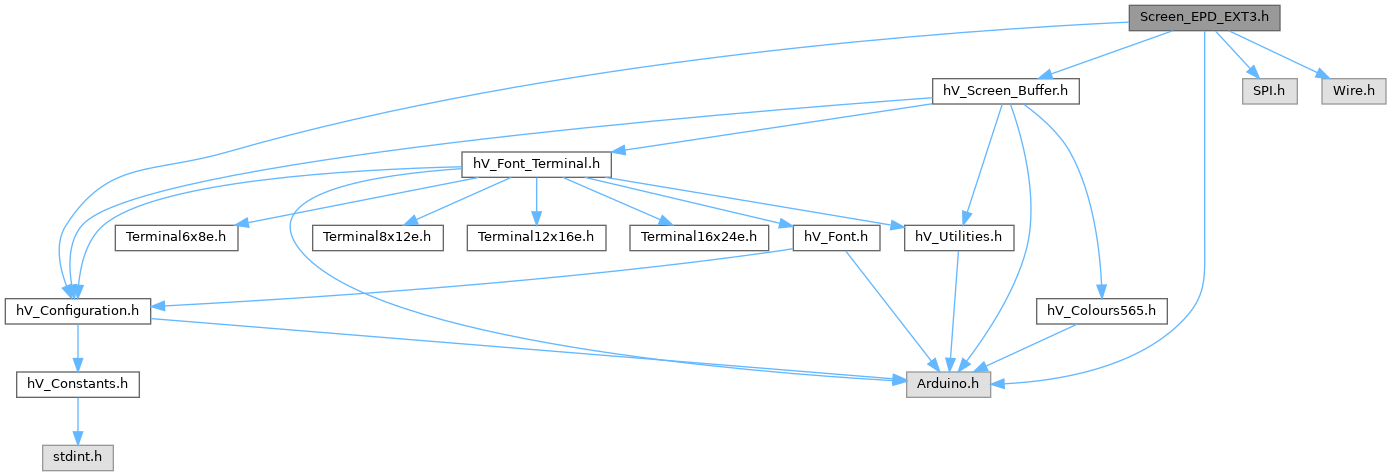 Screen_EPD_EXT3.h
hV_Screen_Buffer.h
SPI.h
Wire.h
hV_Font_Terminal.h
Terminal6x8e.h
Terminal8x12e.h
Terminal12x16e.h
Terminal16x24e.h
hV_Font.h
hV_Utilities.h
hV_Configuration.h
hV_Colours565.h
hV_Constants.h
Arduino.h
stdint.h